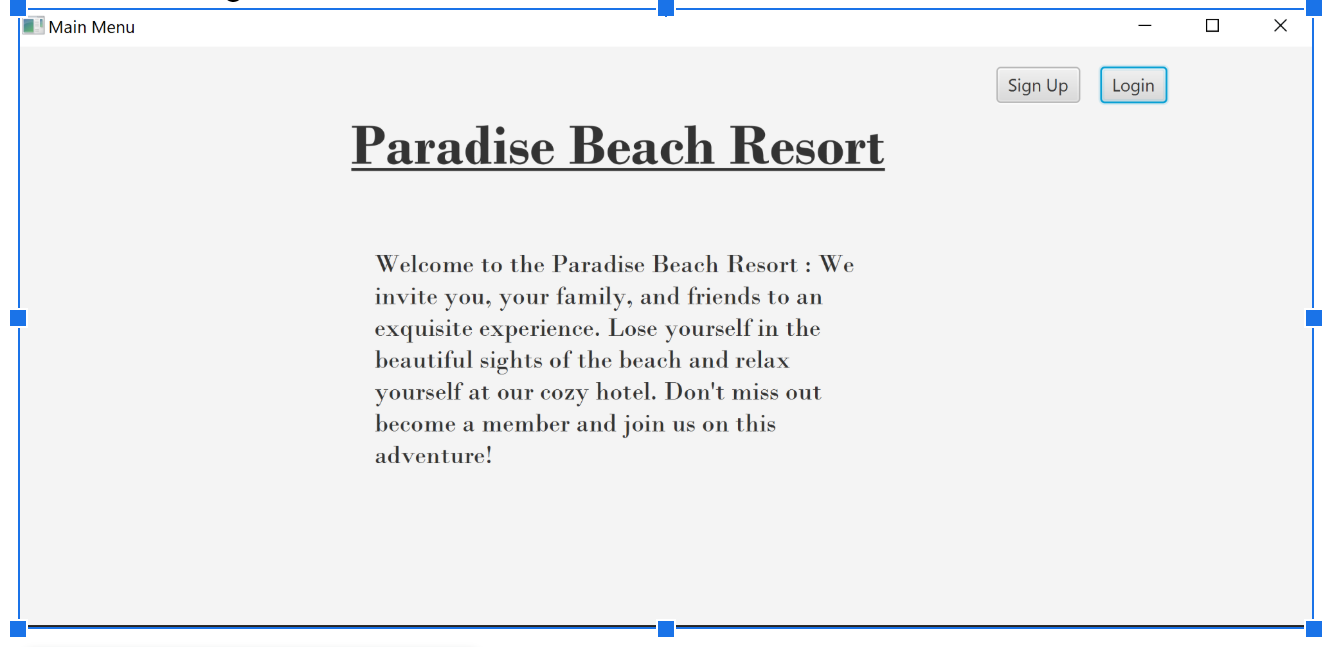 Main Menu
Sign Up
Login
Paradise Beach Resort
Welcome to the Paradise Beach Resort : We
invite you, your family, and friends to an
exquisite experience. Lose yourself in the
beautiful sights of the beach and relax
yourself at our cozy hotel. Don't miss out
become a member and join us on this
adventure!